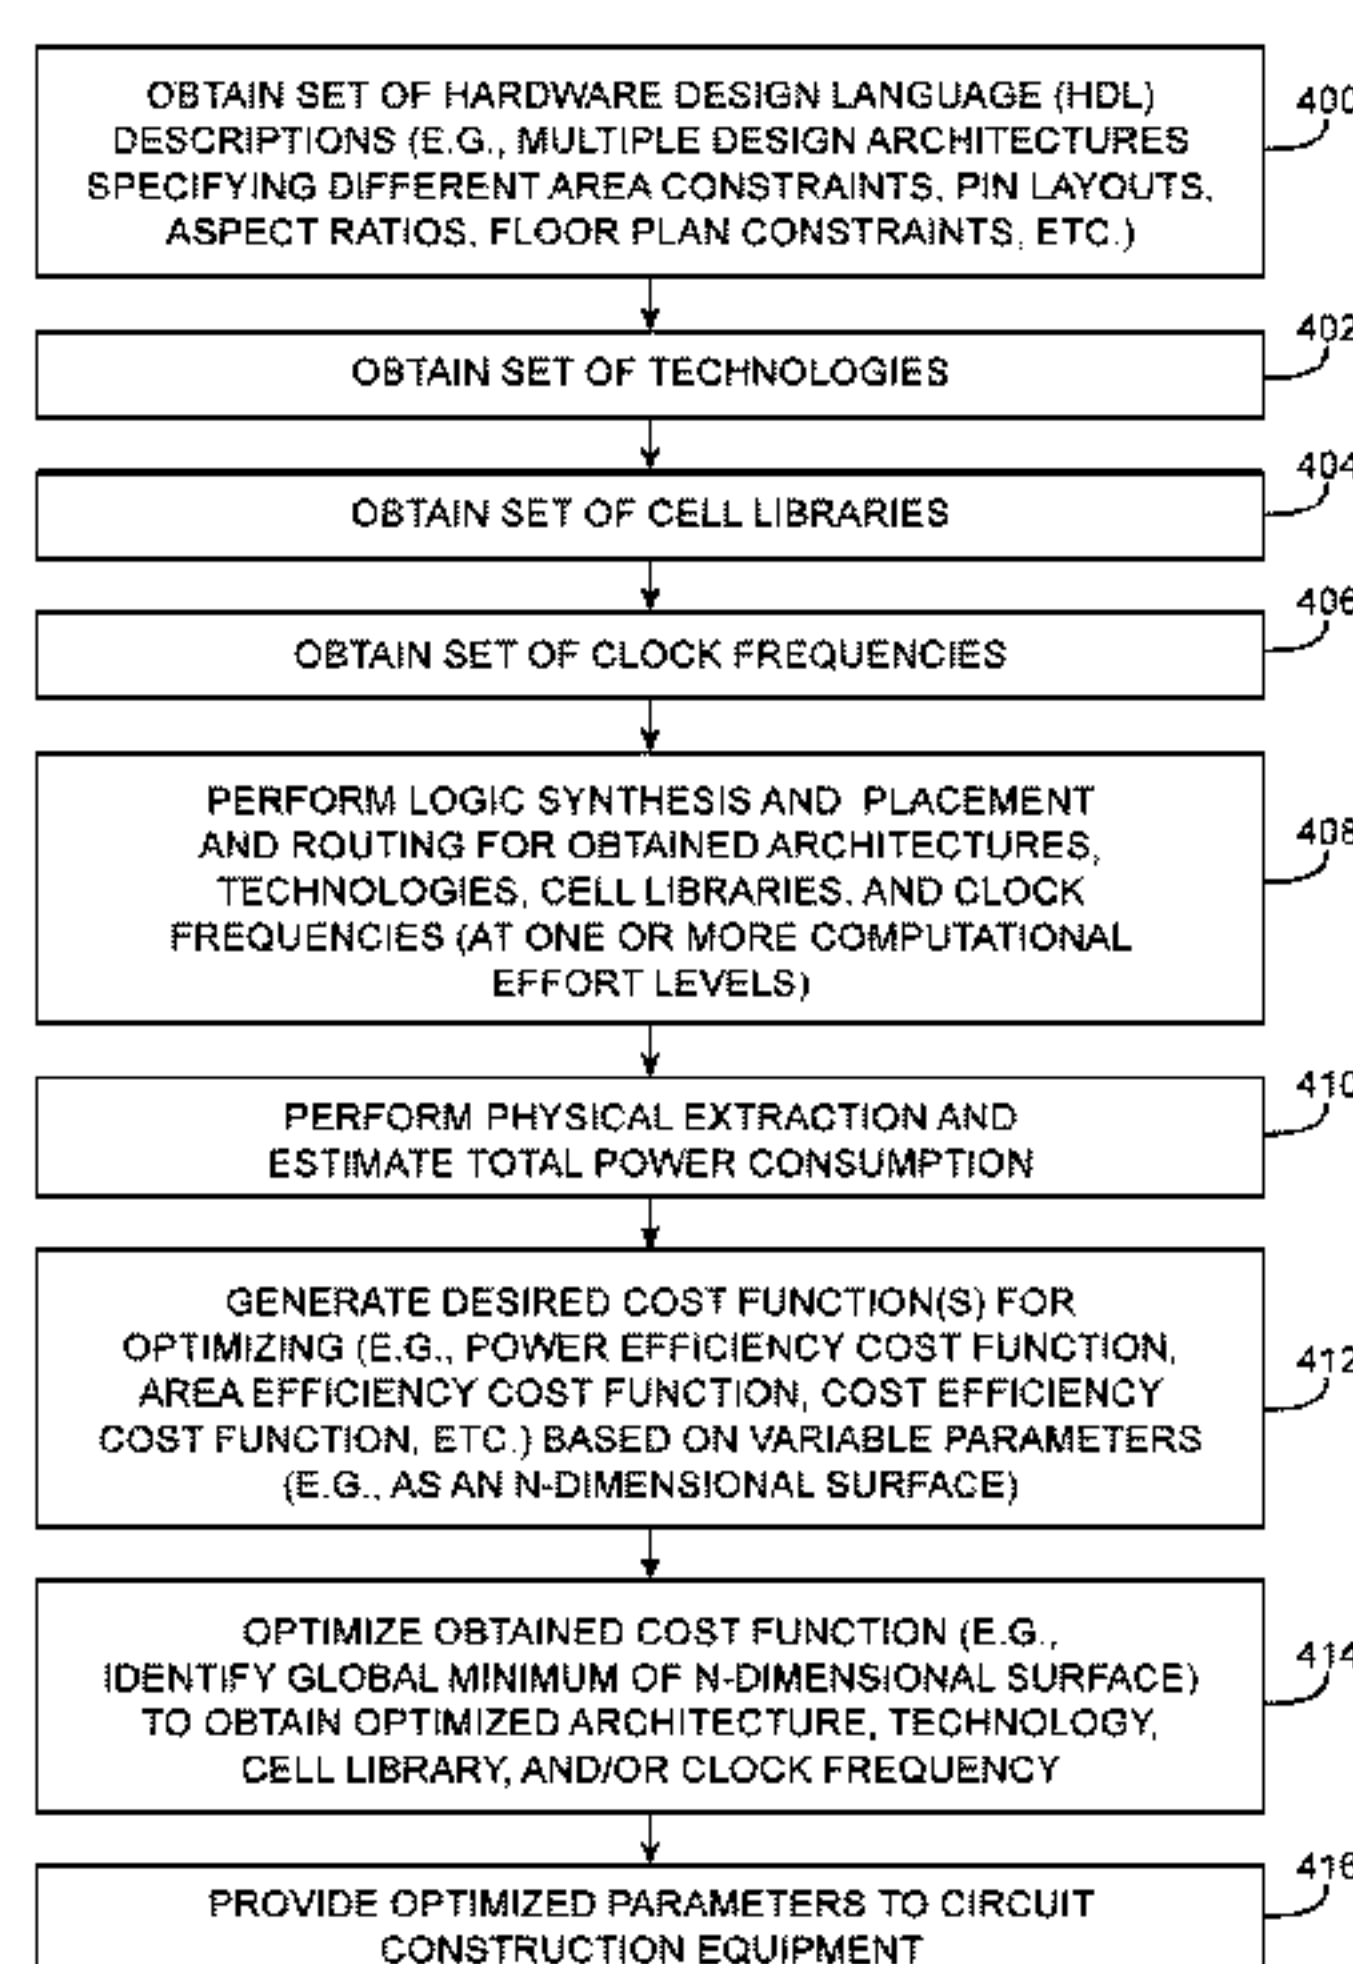 OBTAIN SET OF HARDWARE DESIGN LANGUAGE (HDL)
DESCRIPTIONS (E.G., MULTIPLE DESIGN ARCHITECTURES
SPECIFYING DIFFERENT AREA CONSTRAINTS, PIN LAYOUTS,
ASPECT RATIOS, FLOOR PLAN CONSTRAINTS, ETC.)
400
OBTAIN SET OF TECHNOLOGIES
402
OBTAIN SET OF CELL LIBRARIES
404
OBTAIN SET OF CLOCK FREQUENCIES
406
PERFORM LOGIC SYNTHESIS AND PLACEMENT
AND ROUTING FOR OBTAINED ARCHITECTURES,
TECHNOLOGIES, CELL LIBRARIES, AND CLOCK
FREQUENCIES (AT ONE OR MORE COMPUTATIONAL
EFFORT LEVELS)
408
PERFORM PHYSICAL EXTRACTION AND
ESTIMATE TOTAL POWER CONSUMPTION
410
GENERATE DESIRED COST FUNCTION(S) FOR
OPTIMIZING (E.G., POWER EFFICIENCY COST FUNCTION,
AREA EFFICIENCY COST FUNCTION, COST EFFICIENCY
COST FUNCTION, ETC.) BASED ON VARIABLE PARAMETERS
(E.G., AS AN N-DIMENSIONAL SURFACE)
412
OPTIMIZE OBTAINED COST FUNCTION (E.G.,
IDENTIFY GLOBAL MINIMUM OF N-DIMENSIONAL SURFACE)
TO OBTAIN OPTIMIZED ARCHITECTURE, TECHNOLOGY,
CELL LIBRARY, AND/OR CLOCK FREQUENCY
414
PROVIDE OPTIMIZED PARAMETERS TO CIRCUIT
CONSTRUCTION EQUIPMENT
416